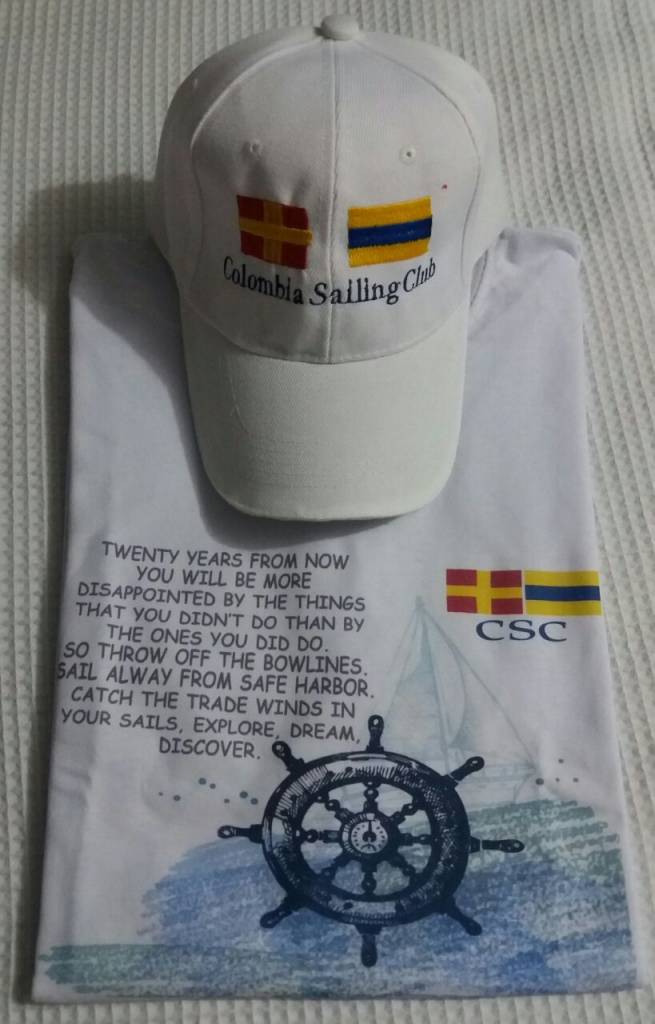 Colombia Sailing Club
TWENTY YEARS FROM NOW
YOU WILL BE MORE
DISAPPOINTED BY THE THINGS
THAT YOU DIDN'T DO THAN BY
THE ONES YOU DID DO.
SO THROW OFF THE BOWLINES.
SAIL ALWAY FROM SAFE HARBOR.
CATCH THE TRADE WINDS IN
YOUR SAILS, EXPLORE, DREAM,
DISCOVER.
CSC